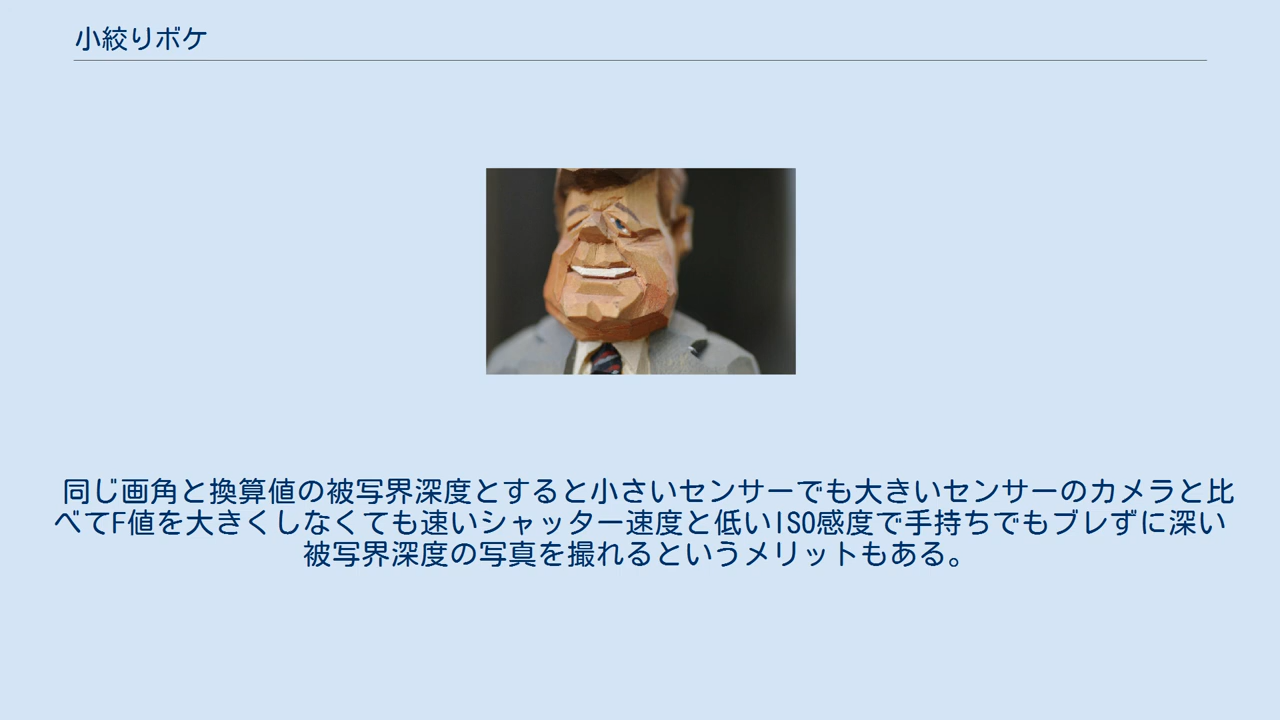 小絞りボケ
同じ画角と換算値の被写界深度とすると小さいセンサーでも大きいセンサーのカメラと比
べてF値を大きくしなくても速いシャッター速度と低いISO感度で手持ちでもブレずに深い
被写界深度の写真を撮れるというメリットもある。